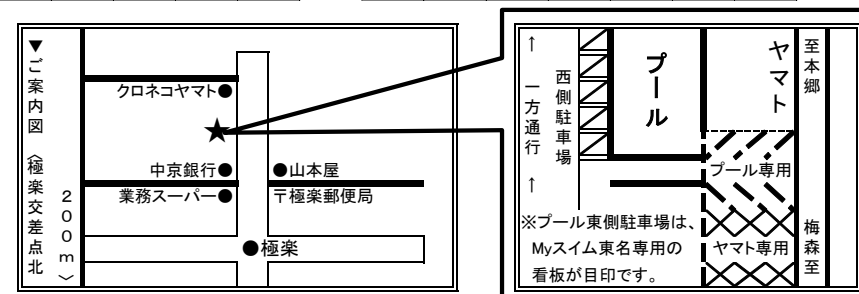 ▼ご案内図〈極楽交差点北200m〉
クロネコヤマト●
★
中京銀行●
●山本屋
業務スーパー●
〒極楽郵便局
●極楽
↑一方通行↑
西側駐車場
プール
ヤマト
至本郷
プール専用
ヤマト専用
梅森至
※プール東側駐車場は、
Myスイム東名専用の
看板が目印です。